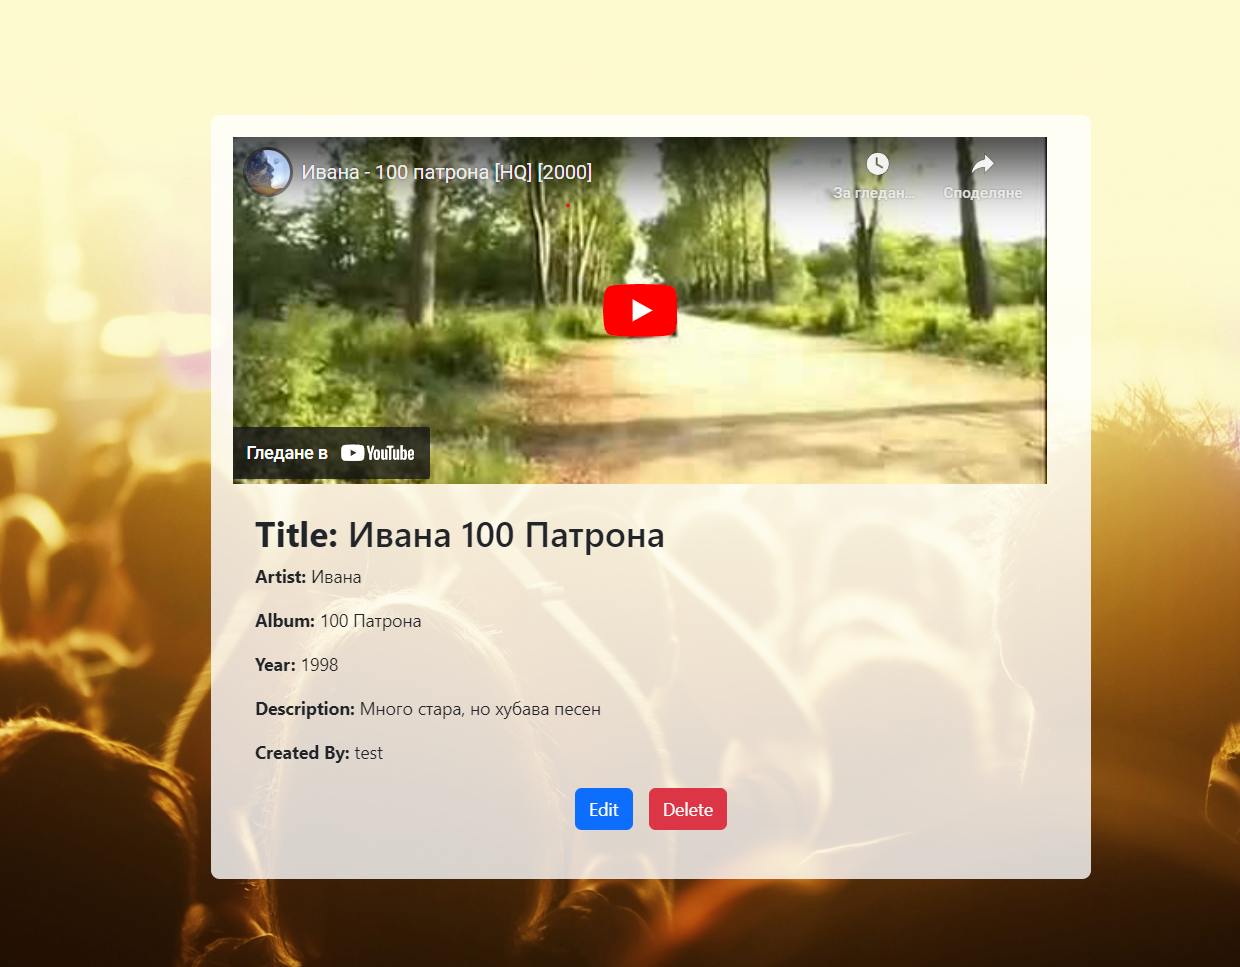 Ивана - 100 патрона [HQ] [2000]
За гледан...
Споделяне
Гледане в YouTube
Title: Ивана 100 Патрона
Artist: Ивана
Album: 100 Патрона
Year: 1998
Description: Много стара, но хубава песен
Created By: test
Edit
Delete